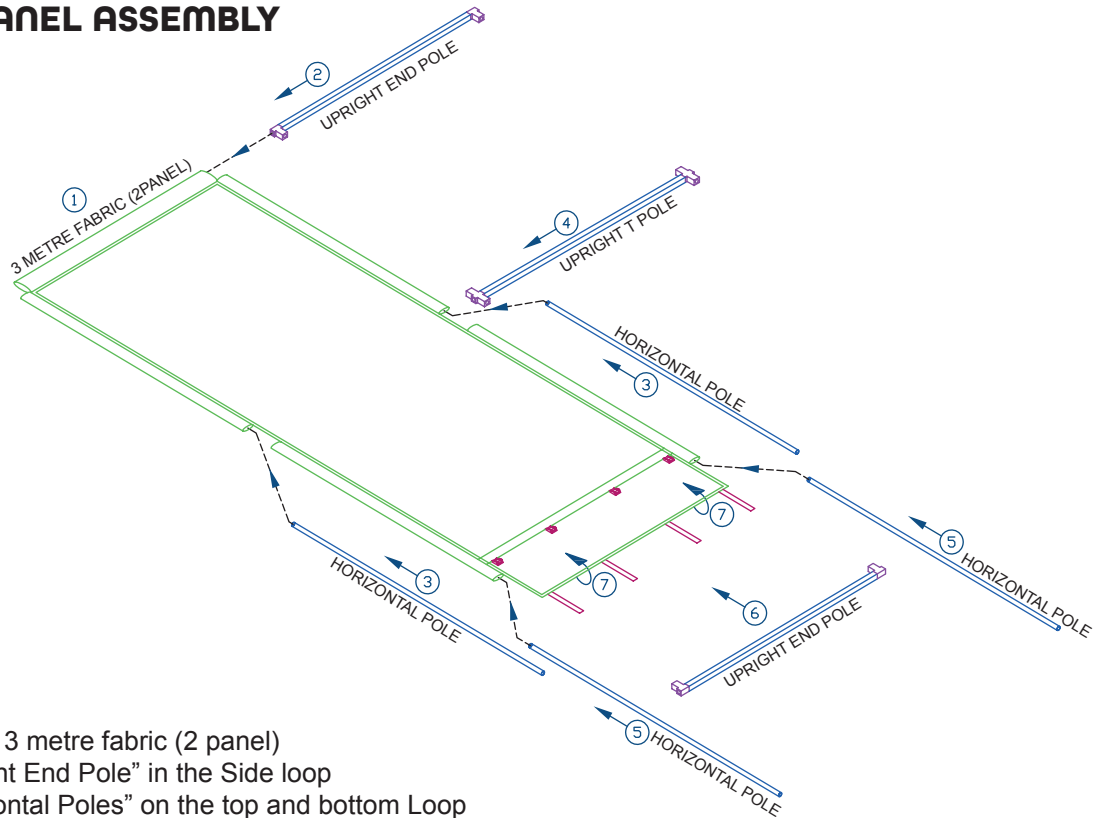 ANEL ASSEMBLY
2
UPRIGHT END POLE
1
3 METRE FABRIC (2PANEL)
4
UPRIGHT T POLE
HORIZONTAL POLE
3
7
5
HORIZONTAL POLE
3
HORIZONTAL POLE
7
6
UPRIGHT END POLE
5
HORIZONTAL POLE
3 metre fabric (2 panel)
nt End Pole” in the Side loop
ontal Poles” on the top and bottom Loop